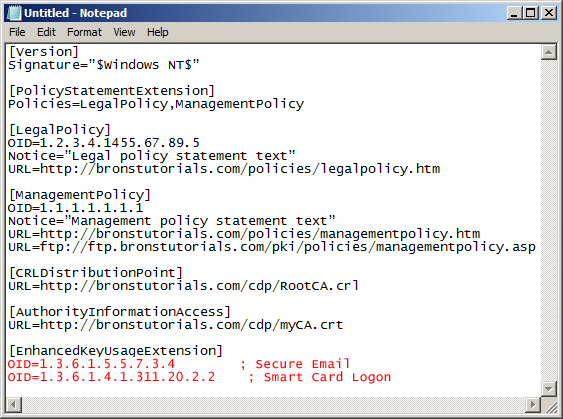 Untitled - Notepad
File Edit Format View Help
[Version]
Signature="$Windows NT$"
[PolicyStatementExtension]
Policies=LegalPolicy,ManagementPolicy
[LegalPolicy]
OID=1.2.3.4.1455.67.89.5
Notice="Legal policy statement text"
URL=http://bronstutorials.com/policies/legalpolicy.htm
[ManagementPolicy]
OID=1.1.1.1.1.1.1
Notice="Management policy statement text"
URL=http://bronstutorials.com/policies/managementpolicy.htm
URL=ftp://ftp.bronstutorials.com/pki/policies/managementpolicy.asp
[CRLDistributionPoint]
URL=http://bronstutorials.com/cdp/RootCA.crl
[AuthorityInformationAccess]
URL=http://bronstutorials.com/cdp/myCA.crt
[EnhancedKeyUsageExtension]
OID=1.3.6.1.5.5.7.3.4 ; Secure Email
OID=1.3.6.1.4.1.311.20.2.2 ; Smart Card Logon